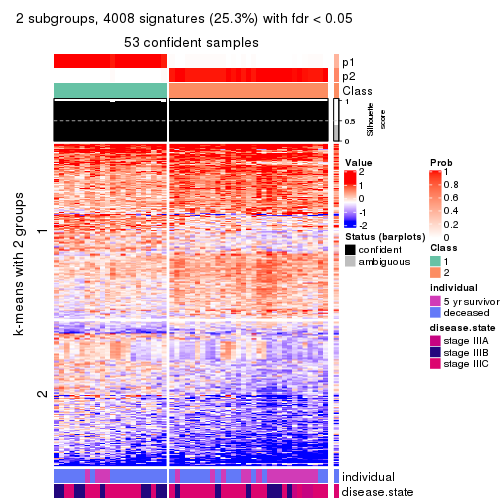 2 subgroups, 4008 signatures (25.3%) with fdr < 0.05
53 confident samples
p1
p2
Class
1
0.5
0
Silhouette
score
k-means with 2 groups
1
2
Value
2
1
0
-1
-2
Status (barplots)
confident
ambiguous
Prob
1
0.8
0.6
0.4
0.2
0
Class
1
2
individual
5 yr survivor
deceased
disease.state
stage IIIA
stage IIIB
stage IIIC
individual
disease.state